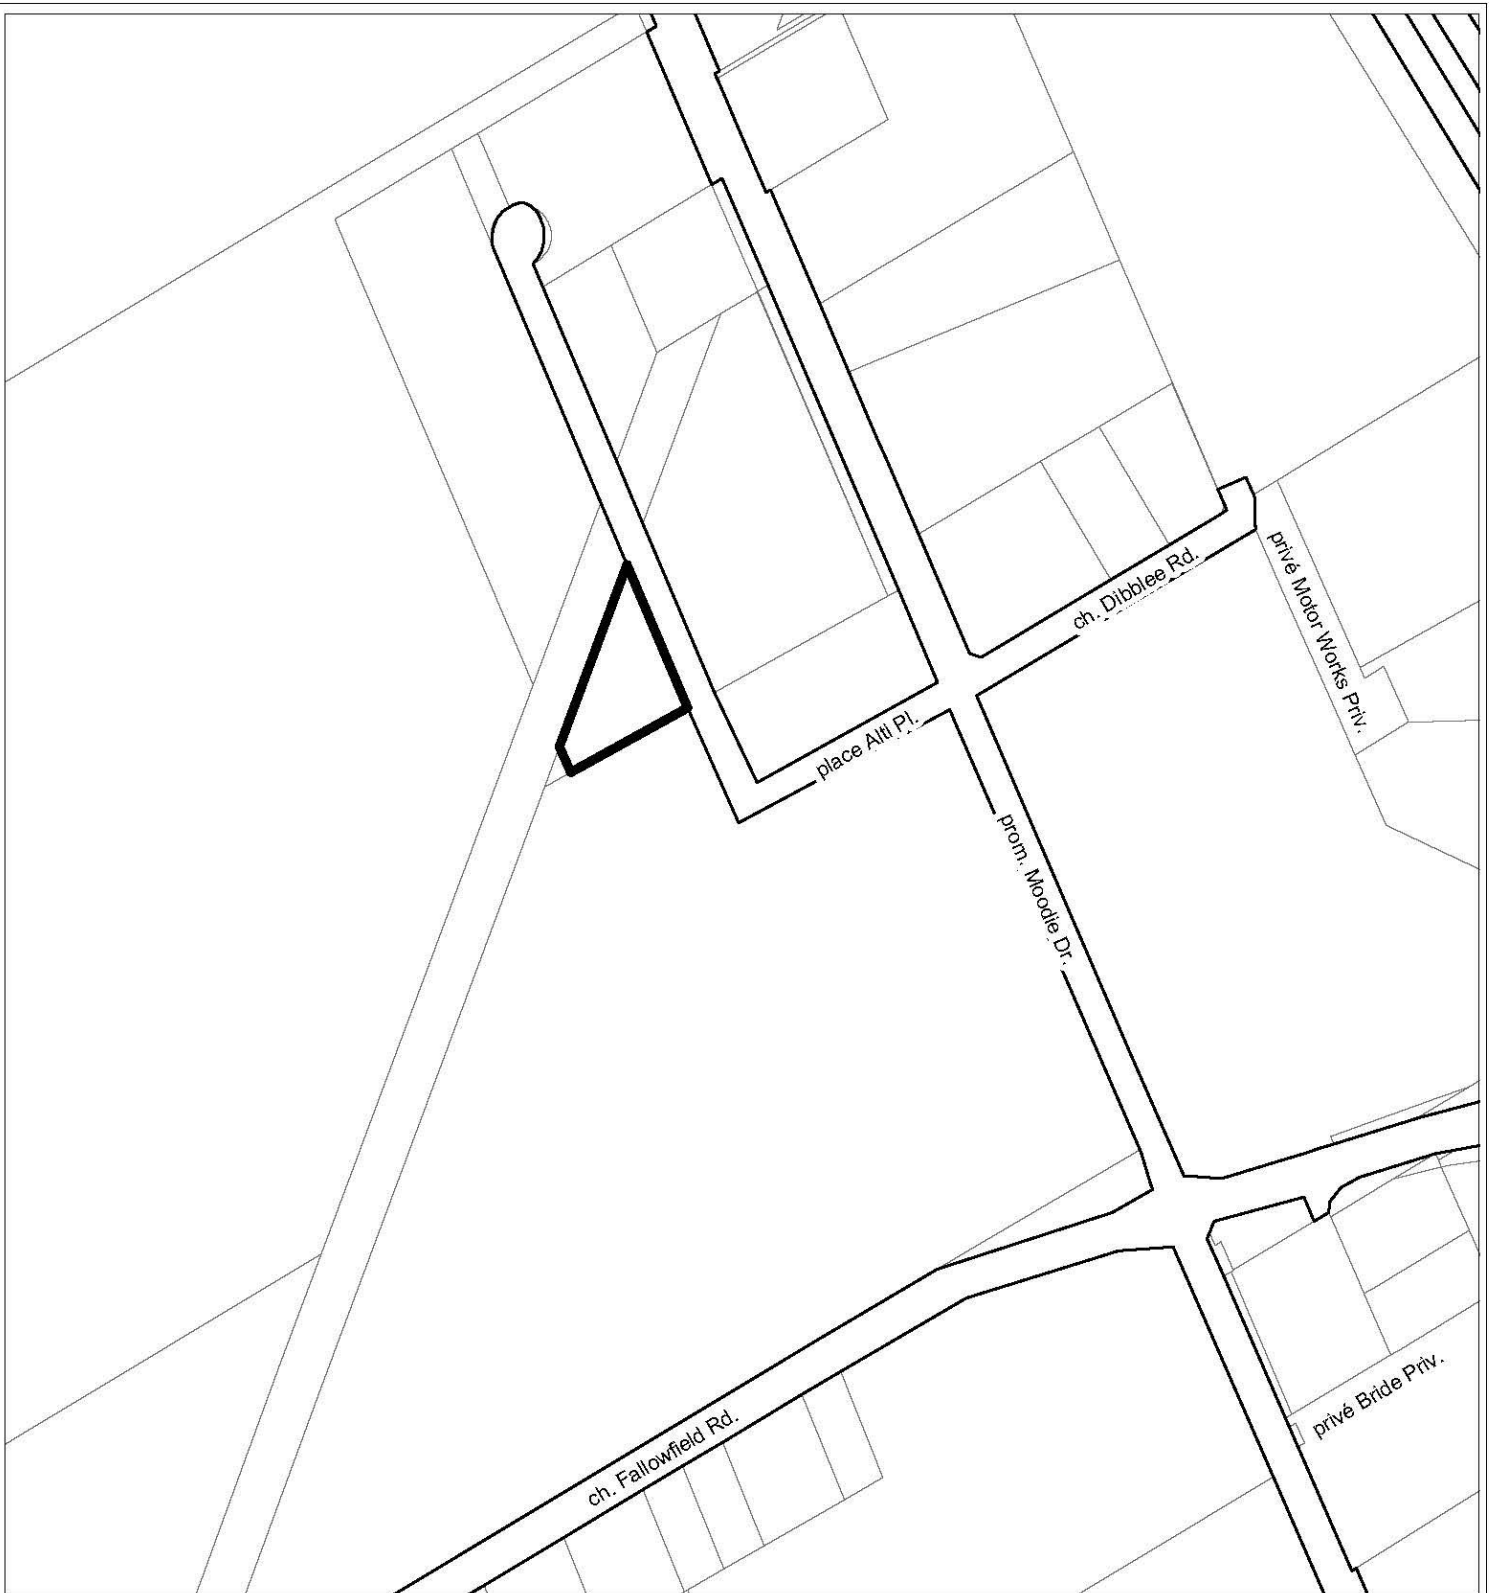 ch. Dibblee Rd.
privé Motor Works Priv.
place Altl Pl.
prom. Moodie Dr.
privé Bride Priv.
ch. Fallowfield Rd.